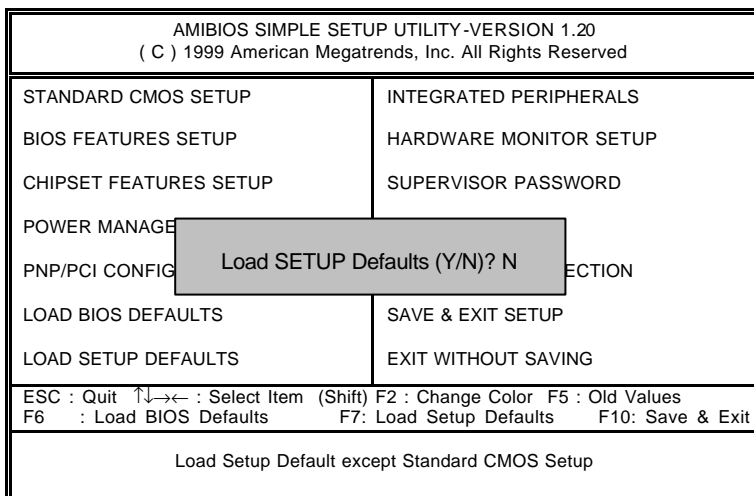 AMIBIOS SIMPLE SETUP UTILITY-VERSION 1.20
( C ) 1999 American Megatrends, Inc. All Rights Reserved
STANDARD CMOS SETUP
INTEGRATED PERIPHERALS
BIOS FEATURES SETUP
HARDWARE MONITOR SETUP
CHIPSET FEATURES SETUP
SUPERVISOR PASSWORD
POWER MANAGE
Load SETUP Defaults (Y/N)? N
PNP/PCI CONFIG
ECTION
LOAD BIOS DEFAULTS
SAVE & EXIT SETUP
LOAD SETUP DEFAULTS
EXIT WITHOUT SAVING
ESC : Quit ↑↓→← : Select Item (Shift) F2 : Change Color F5 : Old Values
F6 : Load BIOS Defaults F7: Load Setup Defaults F10: Save & Exit
Load Setup Default except Standard CMOS Setup